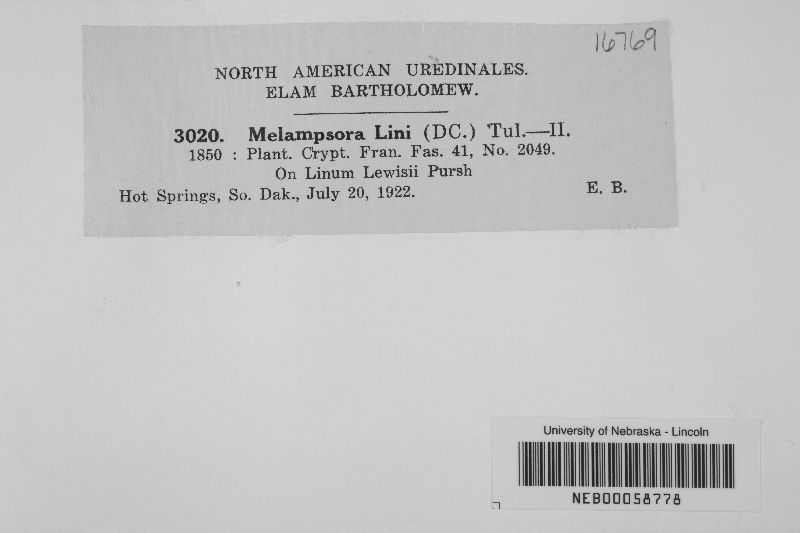 16769
NORTH AMERICAN UREDINALES.
ELAM BARTHOLOMEW.
3020. Melampsora Lini (DC.) Tul.—II.
1850 : Plant. Crypt. Fran. Fas. 41, No. 2049.
On Linum Lewisii Pursh
Hot Springs, So. Dak., July 20, 1922. E. B.
University of Nebraska - Lincoln
NEB00058778